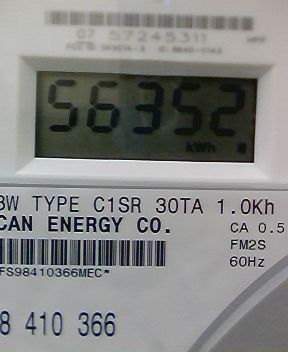 07 57245311
56352
kWh
3W TYPE C1SR 30TA 1.0Kh
CAN ENERGY CO. CA 0.5
FM2S
FS98410366MEC* 60Hz
8 410 366